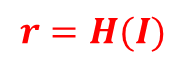 r = H(I)